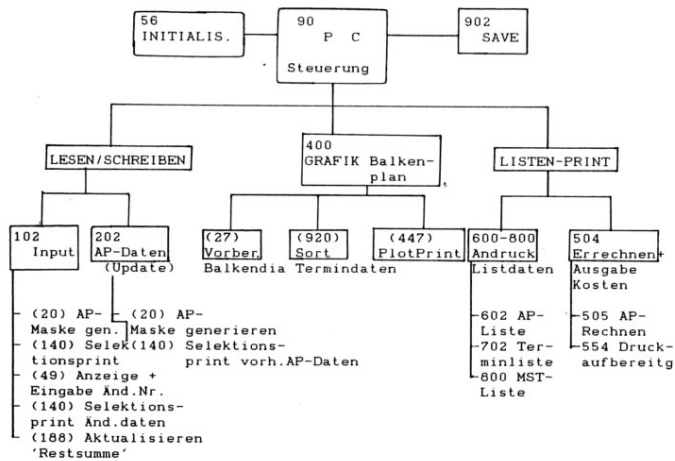 56
INITIALIS.
90
P C
Steuerung
902
SAVE
LESEN/SCHREIBEN
400
GRAFIK Balken-
plan
LISTEN-PRINT
102
Input
202
AP-Daten
(Update)
(27)
Vorber.
Balkendia
(920)
Sort
Termindaten
(447)
PlotPrint
600-800
Andruck
Listdaten
504
Errechnen+
Ausgabe
Kosten
(20) AP-
Maske gen.
(140) Selek
tionsprint
(49) Anzeige +
Eingabe Änd.Nr.
(140) Selektions-
print Änd.daten
(188) Aktualisieren
'Restsumme'
(20) AP-
Maske generieren
(140) Selektions-
print vorh.AP-Daten
602 AP-
Liste
702 Ter-
minliste
800 MST-
Liste
505 AP-
Rechnen
554 Druck-
aufbereitg